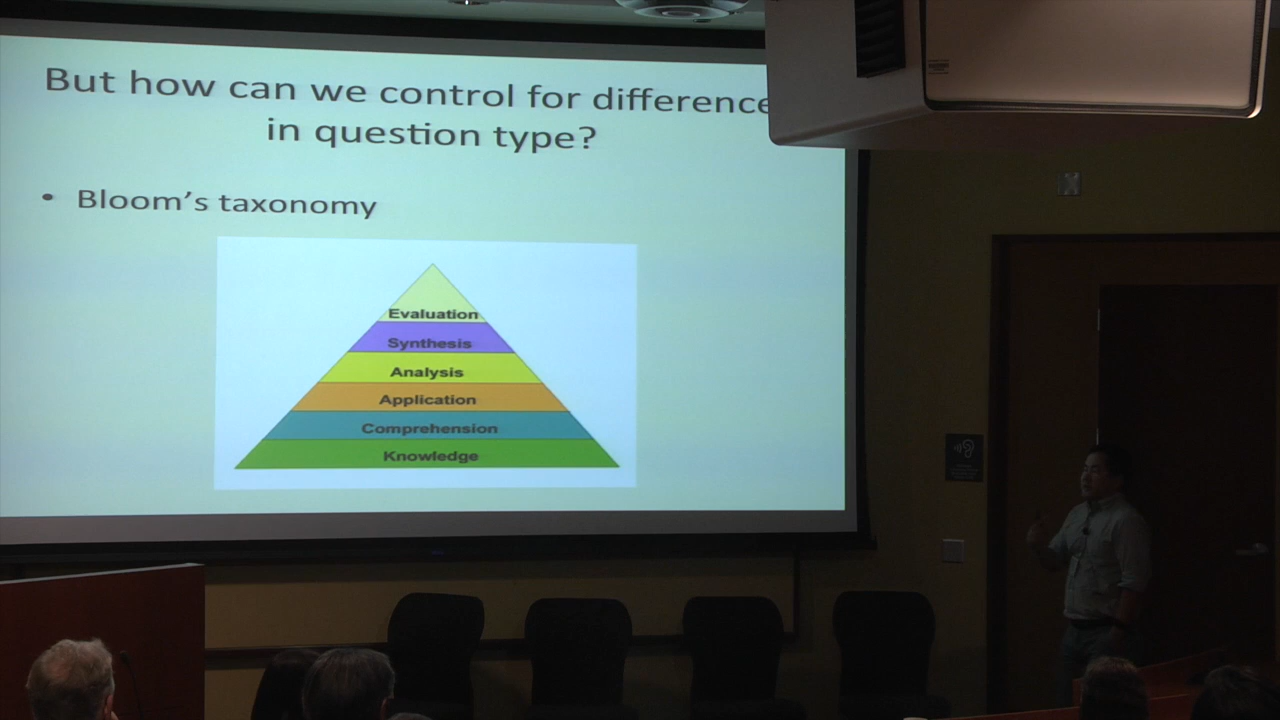 But how can we control for difference
in question type?
• Bloom's taxonomy
Evaluation
Synthesis
Analysis
Application
Comprehension
Knowledge